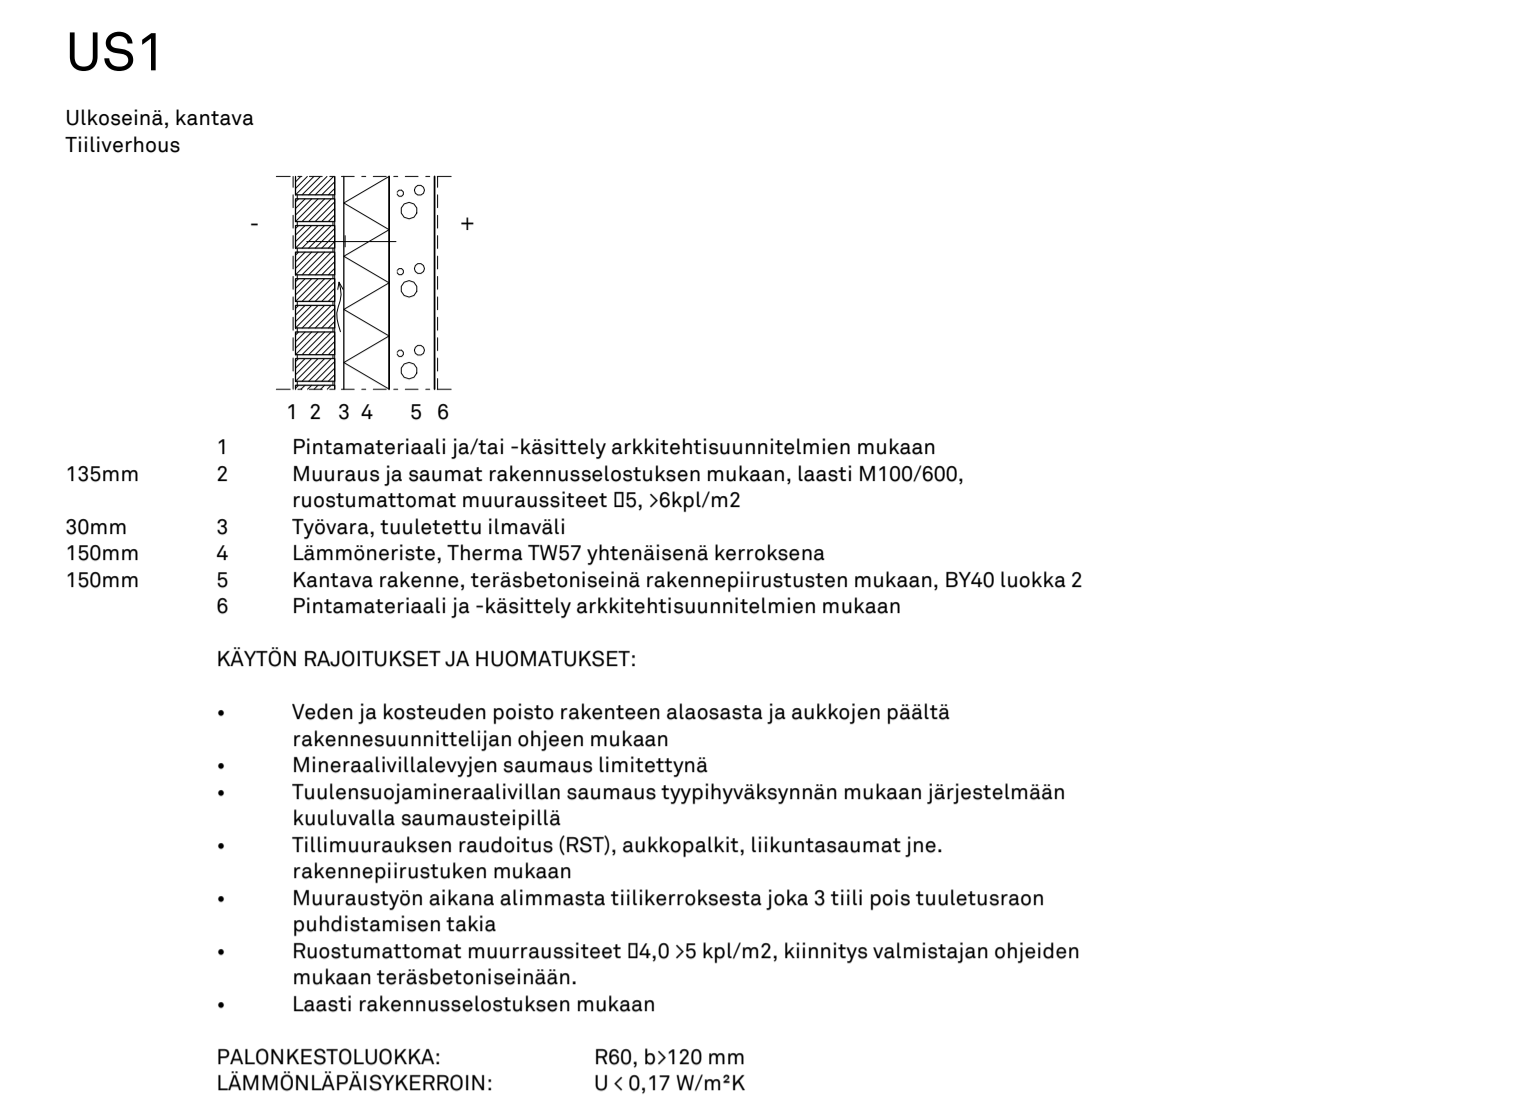 US1
Ulkoseinä, kantava
Tiiliverhous
- +
1 2 3 4 5 6
1 Pintamateriaali ja/tai -käsittely arkkitehtisuunnitelmien mukaan
135mm 2 Muuraus ja saumat rakennusselostuksen mukaan, laasti M100/600,
ruostumattomat muuraussiteet ▯5, >6kpl/m2
30mm 3 Työvara, tuuletettu ilmaväli
150mm 4 Lämmöneriste, Therma TW57 yhtenäisenä kerroksena
150mm 5 Kantava rakenne, teräsbetoniseinä rakennepiirustusten mukaan, BY40 luokka 2
6 Pintamateriaali ja -käsittely arkkitehtisuunnitelmien mukaan
KÄYTÖN RAJOITUKSET JA HUOMATUKSET:
• Veden ja kosteuden poisto rakenteen alaosasta ja aukkojen päältä
rakennesuunnittelijan ohjeen mukaan
• Mineraalivillalevyjen saumaus limitettynä
• Tuulensuojamineraalivillan saumaus tyypihyväksynnän mukaan järjestelmään
kuuluvalla saumausteipillä
• Tillimuurauksen raudoitus (RST), aukkopalkit, liikuntasaumat jne.
rakennepiirustuken mukaan
• Muuraustyön aikana alimmasta tiilikerroksesta joka 3 tiili pois tuuletusraon
puhdistamisen takia
• Ruostumattomat muurraussiteet ▯4,0 >5 kpl/m2, kiinnitys valmistajan ohjeiden
mukaan teräsbetoniseinään.
• Laasti rakennusselostuksen mukaan
PALONKESTOLUOKKA: R60, b>120 mm
LÄMMÖNLÄPÄISYKERROIN: U < 0,17 W/m²K